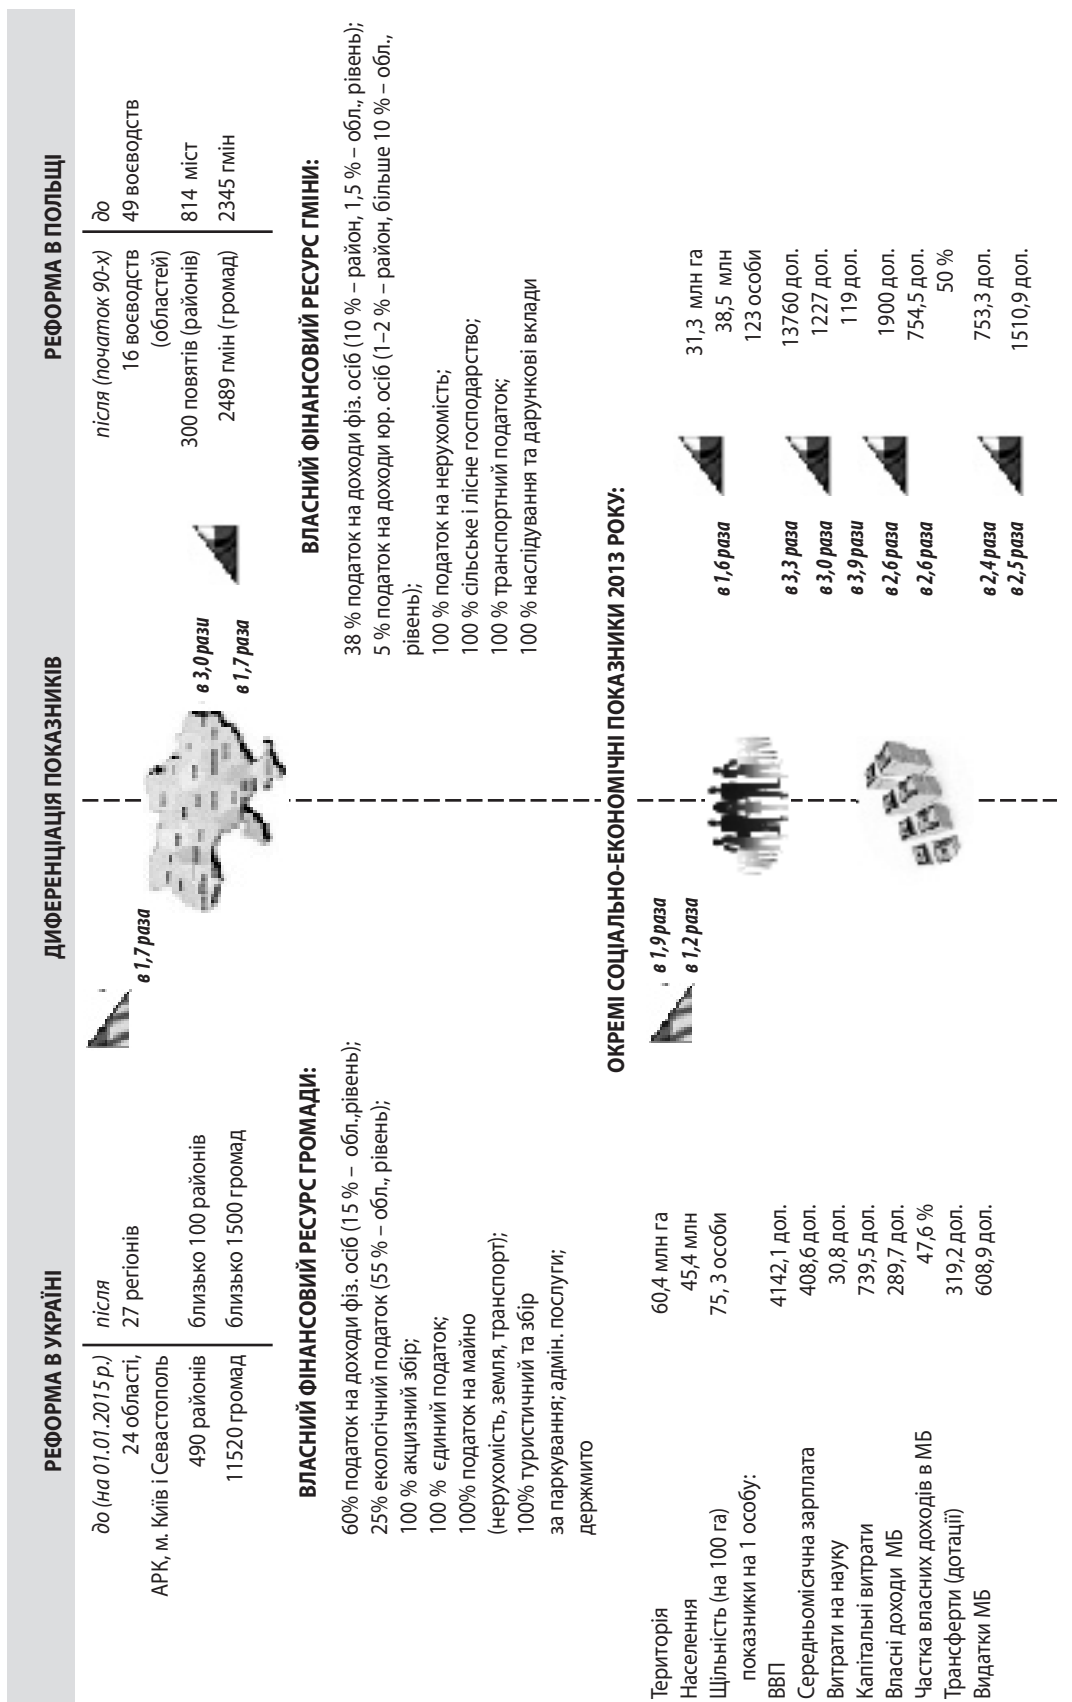 РЕФОРМА В УКРАЇНІ
ДИФЕРЕНЦІАЦІЯ ПОКАЗНИКІВ
РЕФОРМА В ПОЛЬЩІ
до (на 01.01.2015 р.)
24 області,
АРК, м. Київ і Севастополь
490 районів
11520 громад
після
27 регіонів
близько 100 районів
близько 1500 громад
в 1,7 раза
в 3,0 рази
в 1,7 раза
після (початок 90-х)
16 воєводств
(областей)
300 повятів (районів)
2489 гмін (громад)
до
49 воєводств
814 міст
2345 гмін
ВЛАСНИЙ ФІНАНСОВИЙ РЕСУРС ГРОМАДИ:
60% податок на доходи фіз. осіб (15 % – обл.,рівень);
25% екологічний податок (55 % – обл., рівень);
100 % акцизний збір;
100 % єдиний податок;
100% податок на майно
(нерухомість, земля, транспорт);
100% туристичний та збір
за паркування; адмін. послуги;
держмито
ВЛАСНИЙ ФІНАНСОВИЙ РЕСУРС ГМІНИ:
38 % податок на доходи фіз. осіб (10 % – район, 1,5 % – обл., рівень);
5 % податок на доходи юр. осіб (1–2 % – район, більше 10 % – обл.,
рівень);
100 % податок на нерухомість;
100 % сільське і лісне господарство;
100 % транспортний податок;
100 % наслідування та дарункові вклади
ОКРЕМІ СОЦІАЛЬНО-ЕКОНОМІЧНІ ПОКАЗНИКИ 2013 РОКУ:
Територія 60,4 млн га в 1,9 раза 31,3 млн га
Населення 45,4 млн в 1,2 раза 38,5 млн
Щільність (на 100 га) 75, 3 особи в 1,6 раза 123 особи
показники на 1 особу:
ВВП 4142,1 дол. в 3,3 раза 13760 дол.
Середньомісячна зарплата 408,6 дол. в 3,0 раза 1227 дол.
Витрати на науку 30,8 дол. в 3,9 раза 119 дол.
Капітальні витрати 739,5 дол. в 2,6 раза 1900 дол.
Власні доходи МБ 289,7 дол. в 2,6 раза 754,5 дол.
Частка власних доходів в МБ 47,6 % 50 %
Трансферти (дотації) 319,2 дол. в 2,4 раза 753,3 дол.
Видатки МБ 608,9 дол. в 2,5 раза 1510,9 дол.